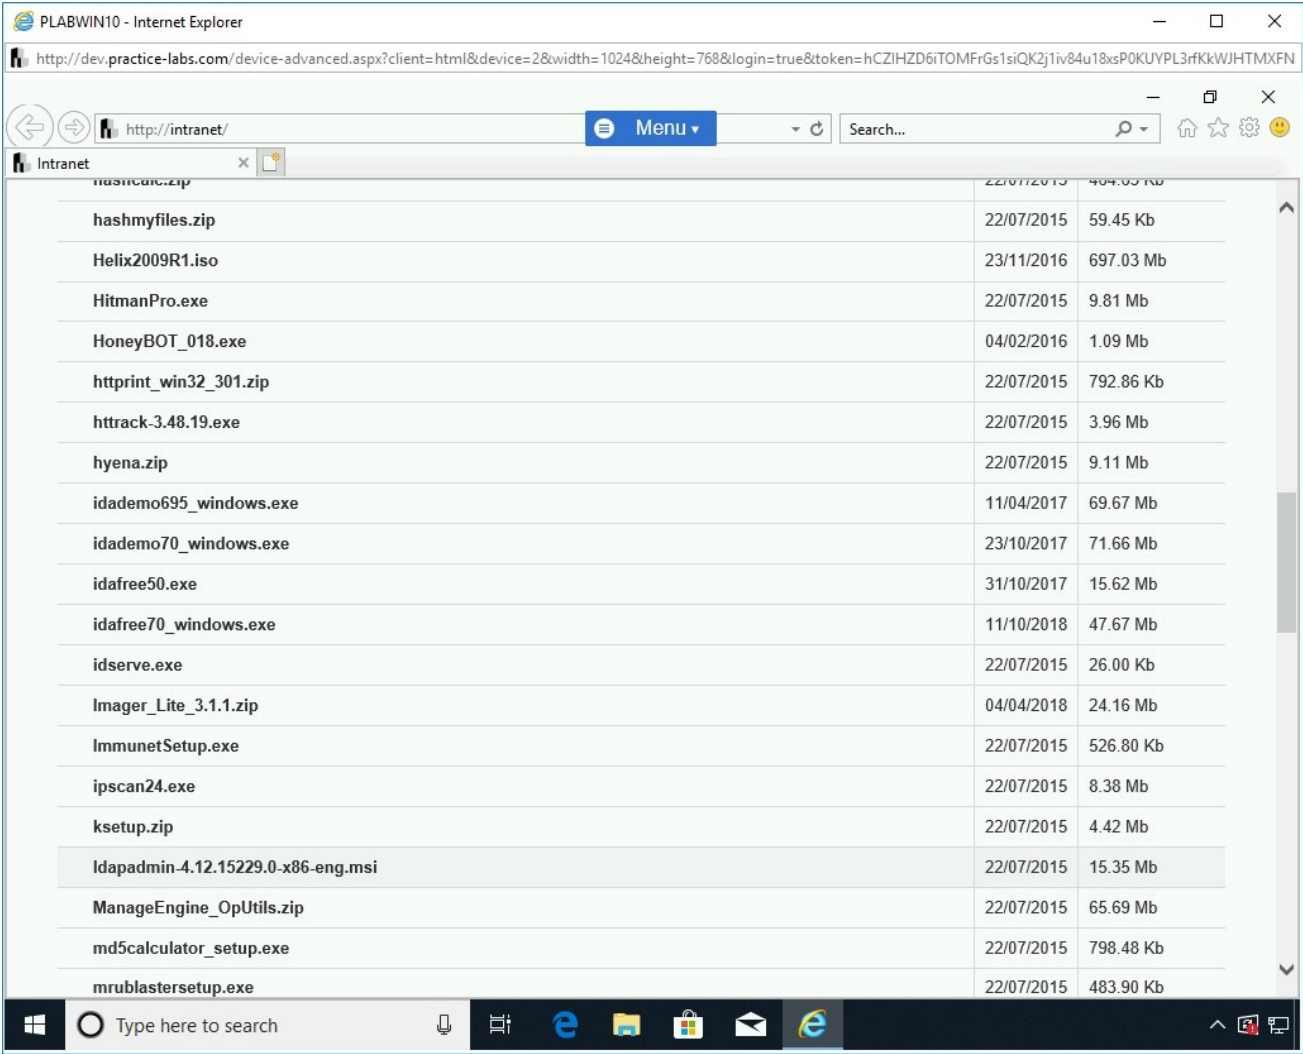 PLABWIN10 - Internet Explorer
http://dev.practice-labs.com/device-advanced.aspx?client=html&device=2&width=1024&height=768&login=true&token=hCZIHZD6iTOMFrGs1siQK2j1iv84u18xsP0KUYPL3rfKkWJHTMXFN
http://intranet/ Menu Search...
Intranet
hashcalc.zip 22/07/2015 464.65 Kb
hashmyfiles.zip 22/07/2015 59.45 Kb
Helix2009R1.iso 23/11/2016 697.03 Mb
HitmanPro.exe 22/07/2015 9.81 Mb
HoneyBOT_018.exe 04/02/2016 1.09 Mb
httprint_win32_301.zip 22/07/2015 792.86 Kb
httrack-3.48.19.exe 22/07/2015 3.96 Mb
hyena.zip 22/07/2015 9.11 Mb
idademo695_windows.exe 11/04/2017 69.67 Mb
idademo70_windows.exe 23/10/2017 71.66 Mb
idafree50.exe 31/10/2017 15.62 Mb
idafree70_windows.exe 11/10/2018 47.67 Mb
idserve.exe 22/07/2015 26.00 Kb
Imager_Lite_3.1.1.zip 04/04/2018 24.16 Mb
ImmunetSetup.exe 22/07/2015 526.80 Kb
ipscan24.exe 22/07/2015 8.38 Mb
ksetup.zip 22/07/2015 4.42 Mb
ldapadmin-4.12.15229.0-x86-eng.msi 22/07/2015 15.35 Mb
ManageEngine_OpUtils.zip 22/07/2015 65.69 Mb
md5calculator_setup.exe 22/07/2015 798.48 Kb
mrublastersetup.exe 22/07/2015 483.90 Kb
Type here to search